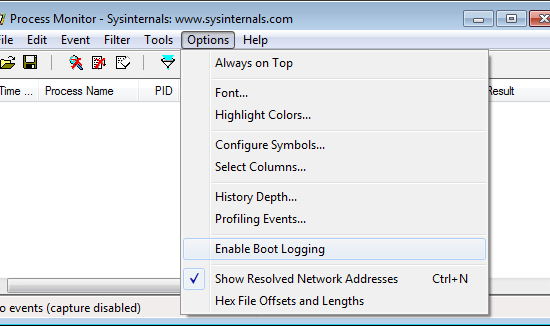 Process Monitor - Sysinternals: www.sysinternals.com
File Edit Event Filter Tools Options Help
Always on Top
Time ... Process Name PID Result
Font...
Highlight Colors...
Configure Symbols...
Select Columns...
History Depth...
Profiling Events...
Enable Boot Logging
Show Resolved Network Addresses Ctrl+N
Hex File Offsets and Lengths
no events (capture disabled)